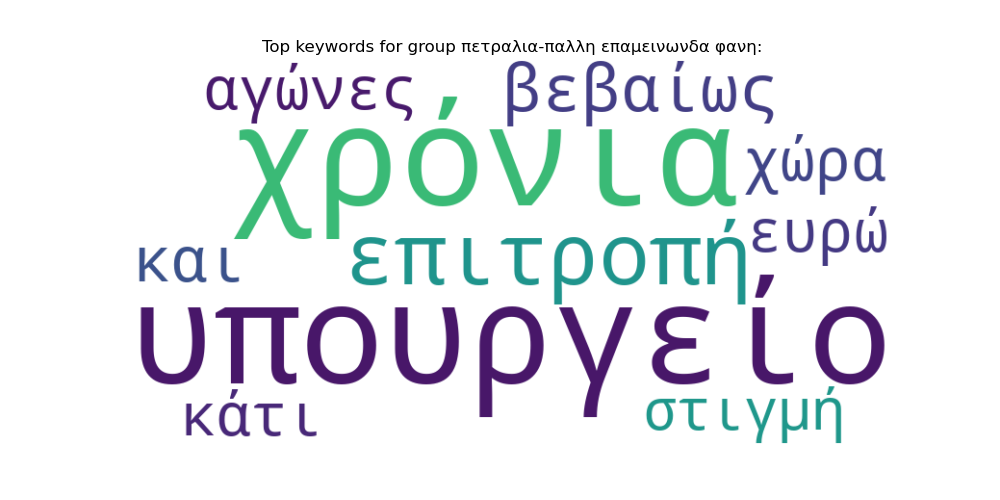 Top keywords for group πετραλια-παλλη επαμεινωνδα φανη:
αγώνες βεβαίως
χρόνια
χώρα
ευρώ
και επιτροπή
υπουργείο
κάτι στιγμή